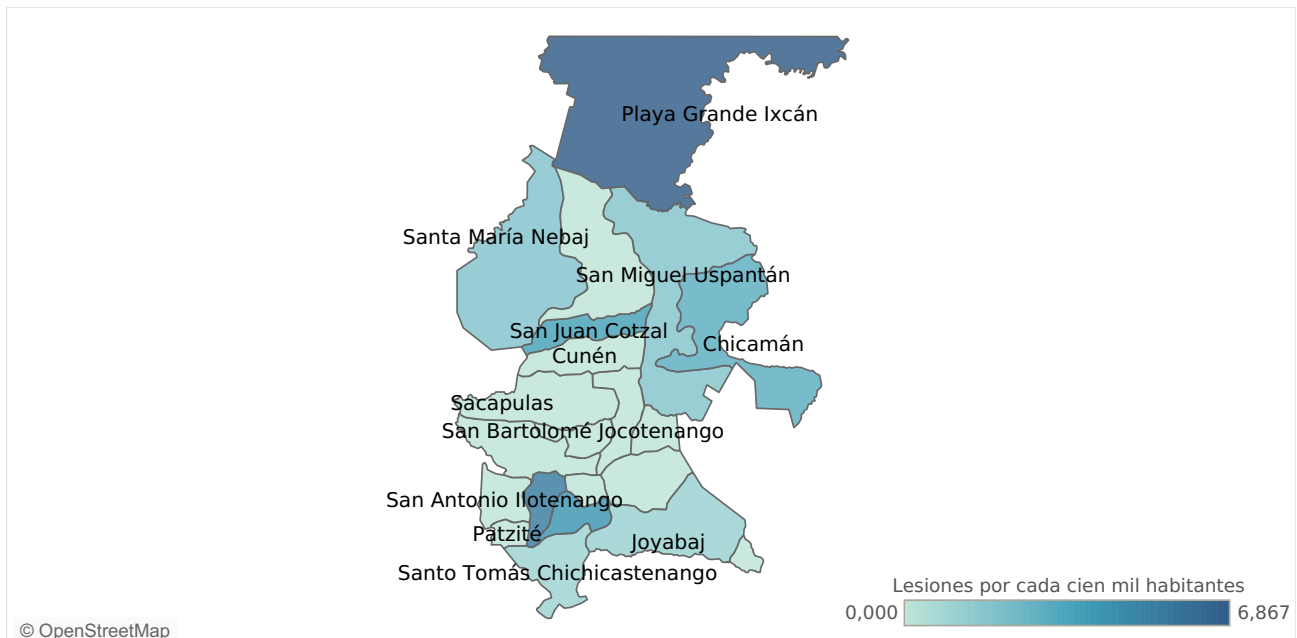 Playa Grande Ixcán
Santa María Nebaj
San Miguel Uspantán
San Juan Cotzal
Chicamán
Cunén
Sacapulas
San Bartolomé Jocotenango
San Antonio Ilotenango
Patzité
Joyabaj
Santo Tomás Chichicastenango
Lesiones por cada cien mil habitantes
0,000 6,867
© OpenStreetMap